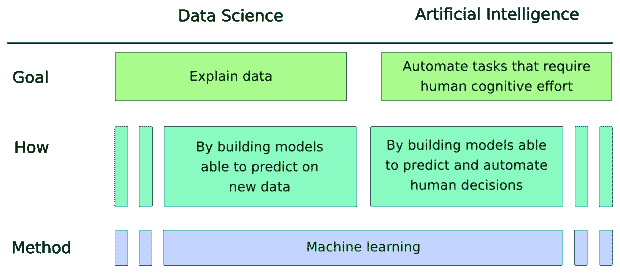 Data Science
Artificial Intelligence
Goal
Explain data
Automate tasks that require
human cognitive effort
How
By building models
able to predict on
new data
By building models able
to predict and automate
human decisions
Method
Machine learning